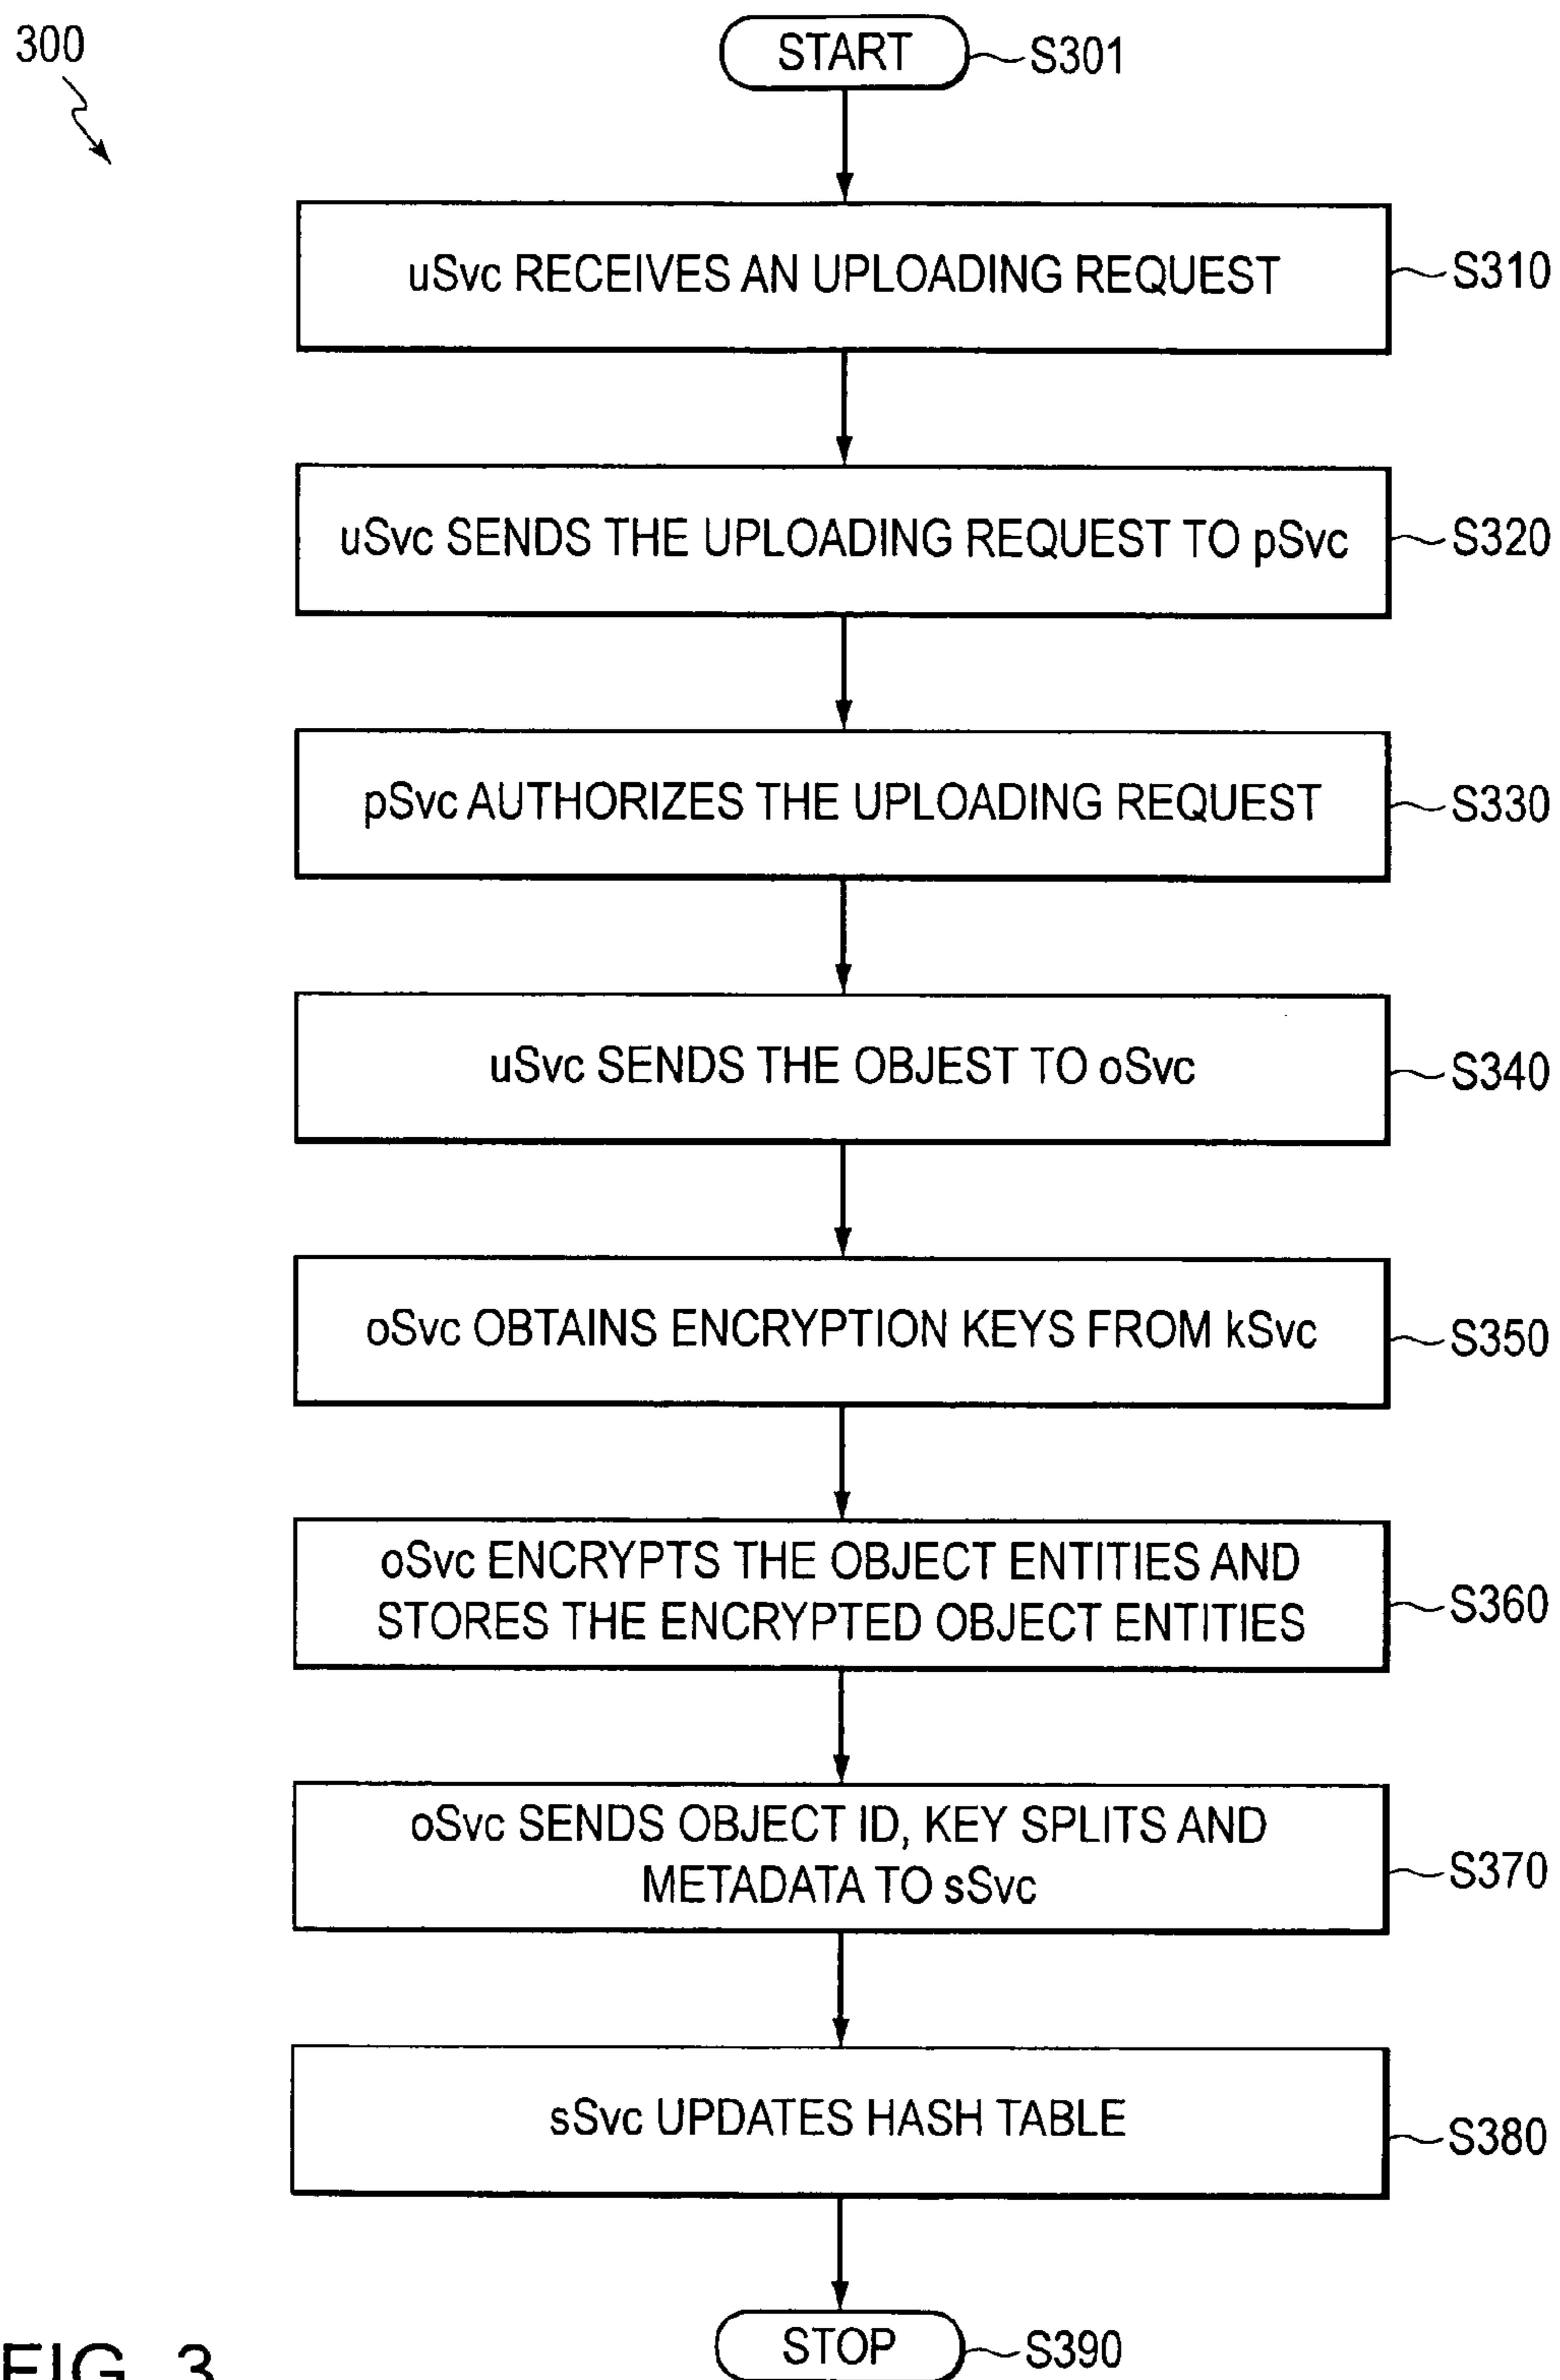 300
START
S301
uSvc RECEIVES AN UPLOADING REQUEST
S310
uSvc SENDS THE UPLOADING REQUEST TO pSvc
S320
pSvc AUTHORIZES THE UPLOADING REQUEST
S330
uSvc SENDS THE OBJEST TO oSvc
S340
oSvc OBTAINS ENCRYPTION KEYS FROM kSvc
S350
oSvc ENCRYPTS THE OBJECT ENTITIES AND
STORES THE ENCRYPTED OBJECT ENTITIES
S360
oSvc SENDS OBJECT ID, KEY SPLITS AND
METADATA TO sSvc
S370
sSvc UPDATES HASH TABLE
S380
STOP
S390
FIG. 3